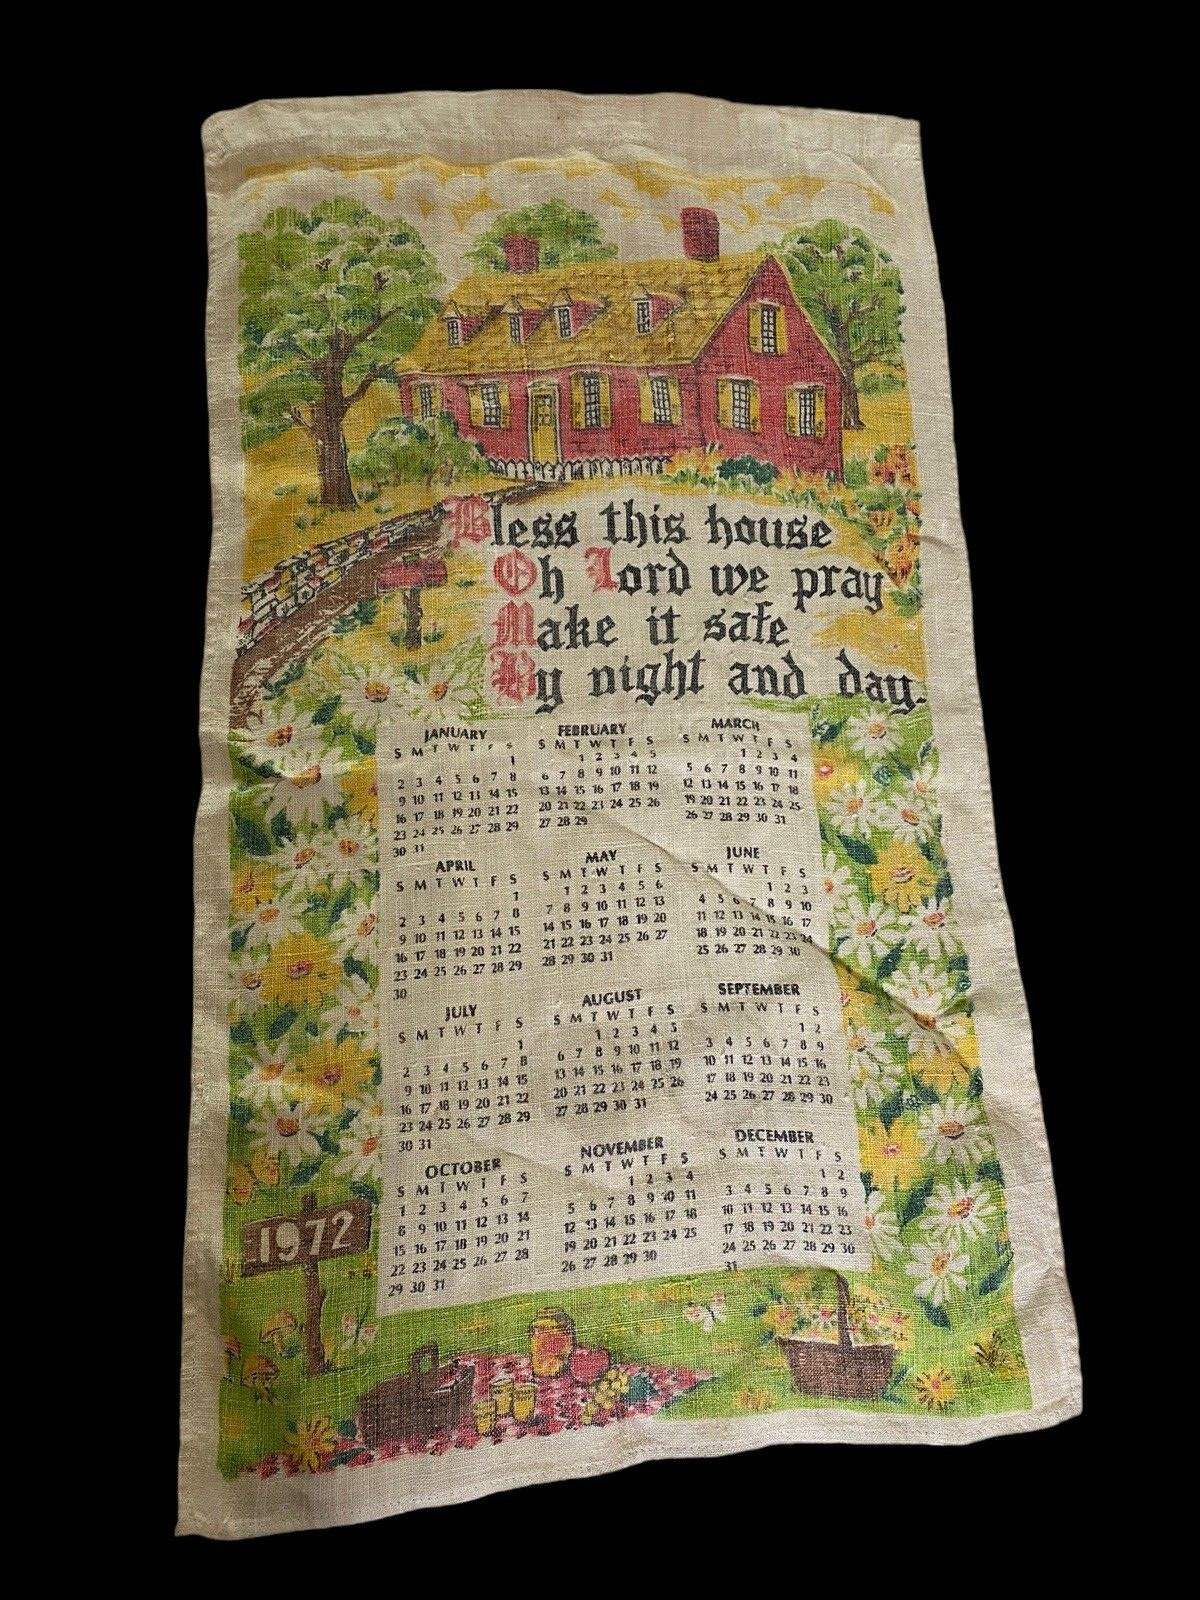 Bless this house
Oh Lord we pray
Make it safe
By night and day.
JANUARY
S M T W T F S
1
2 3 4 5 6 7 8
9 10 11 12 13 14 15
16 17 18 19 20 21 22
23 24 25 26 27 28 29
30 31
FEBRUARY
S M T W T F S
1 2 3 4 5
6 7 8 9 10 11 12
13 14 15 16 17 18 19
20 21 22 23 24 25 26
27 28 29
MARCH
S M T W T F S
1 2 3 4
5 6 7 8 9 10 11
12 13 14 15 16 17 18
19 20 21 22 23 24 25
26 27 28 29 30 31
APRIL
S M T W T F S
1
2 3 4 5 6 7 8
9 10 11 12 13 14 15
16 17 18 19 20 21 22
23 24 25 26 27 28 29
30
MAY
S M T W T F S
1 2 3 4 5 6
7 8 9 10 11 12 13
14 15 16 17 18 19 20
21 22 23 24 25 26 27
28 29 30 31
JUNE
S M T W T F S
1 2 3
4 5 6 7 8 9 10
11 12 13 14 15 16 17
18 19 20 21 22 23 24
25 26 27 28 29 30
JULY
S M T W T F S
1
2 3 4 5 6 7 8
9 10 11 12 13 14 15
16 17 18 19 20 21 22
23 24 25 26 27 28 29
30 31
AUGUST
S M T W T F S
1 2 3 4 5
6 7 8 9 10 11 12
13 14 15 16 17 18 19
20 21 22 23 24 25 26
27 28 29 30 31
SEPTEMBER
S M T W T F S
1 2
3 4 5 6 7 8 9
10 11 12 13 14 15 16
17 18 19 20 21 22 23
24 25 26 27 28 29 30
OCTOBER
S M T W T F S
1 2 3 4 5 6 7
8 9 10 11 12 13 14
15 16 17 18 19 20 21
22 23 24 25 26 27 28
29 30 31
NOVEMBER
S M T W T F S
1 2 3 4
5 6 7 8 9 10 11
12 13 14 15 16 17 18
19 20 21 22 23 24 25
26 27 28 29 30
DECEMBER
S M T W T F S
1 2
3 4 5 6 7 8 9
10 11 12 13 14 15 16
17 18 19 20 21 22 23
24 25 26 27 28 29 30
31
1972